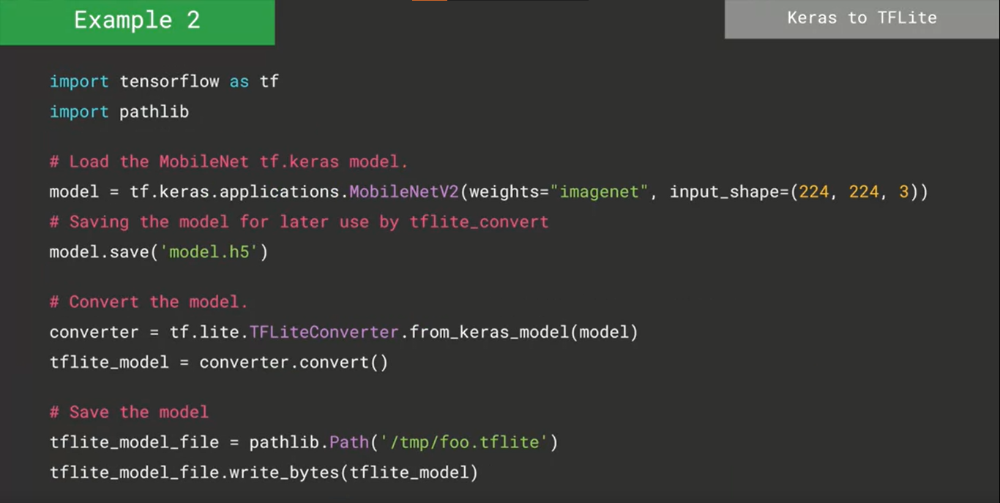 Example 2
Keras to TFLite
import tensorflow as tf
import pathlib
# Load the MobileNet tf.keras model.
model = tf.keras.applications.MobileNetV2(weights="imagenet", input_shape=(224, 224, 3))
# Saving the model for later use by tflite_convert
model.save('model.h5')
# Convert the model.
converter = tf.lite.TFLiteConverter.from_keras_model(model)
tflite_model = converter.convert()
# Save the model
tflite_model_file = pathlib.Path('/tmp/foo.tflite')
tflite_model_file.write_bytes(tflite_model)